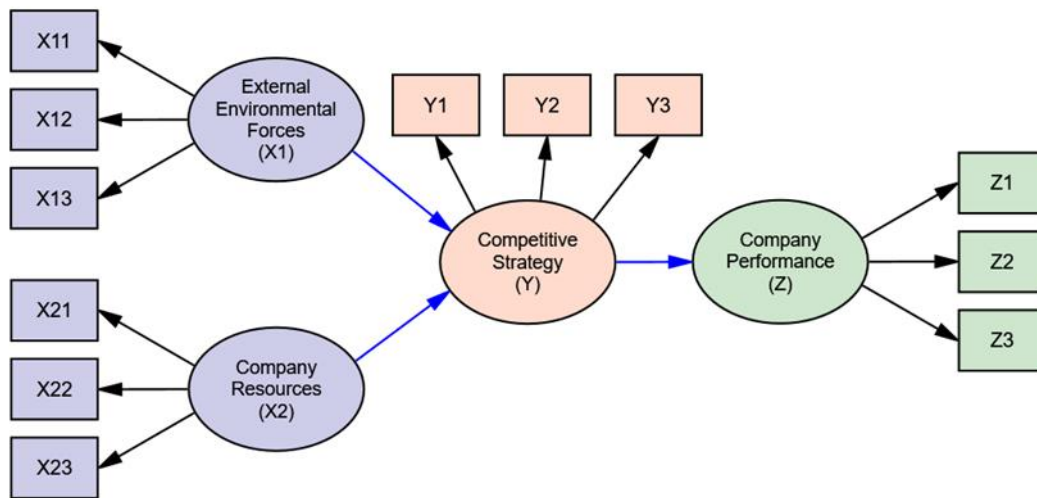 X11
X12
X13
External
Environmental
Forces
(X1)
Y1
Y2
Y3
Competitive
Strategy
(Y)
Company
Performance
(Z)
Z1
Z2
Z3
X21
X22
X23
Company
Resources
(X2)